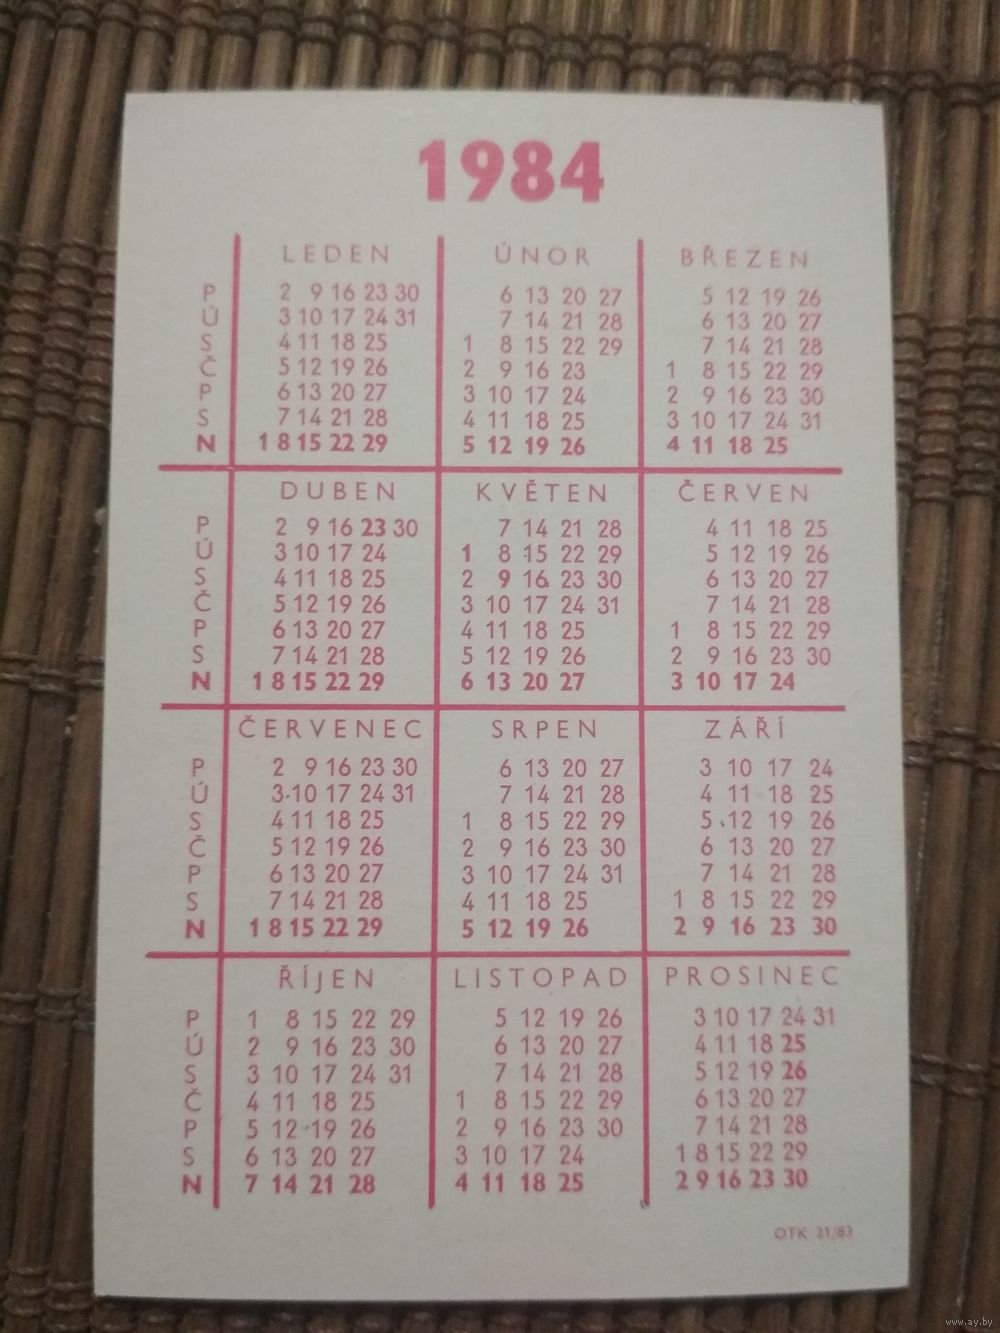 1984
LEDEN ÚNOR BŘEZEN
P 2 9 16 23 30 6 13 20 27 5 12 19 26
Ú 3 10 17 24 31 7 14 21 28 6 13 20 27
S 4 11 18 25 1 8 15 22 29 7 14 21 28
Č 5 12 19 26 2 9 16 23 1 8 15 22 29
P 6 13 20 27 3 10 17 24 2 9 16 23 30
S 7 14 21 28 4 11 18 25 3 10 17 24 31
N 1 8 15 22 29 5 12 19 26 4 11 18 25
DUBEN KVĚTEN ČERVEN
P 2 9 16 23 30 7 14 21 28 4 11 18 25
Ú 3 10 17 24 1 8 15 22 29 5 12 19 26
S 4 11 18 25 2 9 16 23 30 6 13 20 27
Č 5 12 19 26 3 10 17 24 31 7 14 21 28
P 6 13 20 27 4 11 18 25 1 8 15 22 29
S 7 14 21 28 5 12 19 26 2 9 16 23 30
N 1 8 15 22 29 6 13 20 27 3 10 17 24
ČERVENEC SRPEN ZÁŘÍ
P 2 9 16 23 30 6 13 20 27 3 10 17 24
Ú 3 10 17 24 31 7 14 21 28 4 11 18 25
S 4 11 18 25 1 8 15 22 29 5 12 19 26
Č 5 12 19 26 2 9 16 23 30 6 13 20 27
P 6 13 20 27 3 10 17 24 31 7 14 21 28
S 7 14 21 28 4 11 18 25 1 8 15 22 29
N 1 8 15 22 29 5 12 19 26 2 9 16 23 30
ŘÍJEN LISTOPAD PROSINEC
P 1 8 15 22 29 5 12 19 26 3 10 17 24 31
Ú 2 9 16 23 30 6 13 20 27 4 11 18 25
S 3 10 17 24 31 7 14 21 28 5 12 19 26
Č 4 11 18 25 1 8 15 22 29 6 13 20 27
P 5 12 19 26 2 9 16 23 30 7 14 21 28
S 6 13 20 27 3 10 17 24 1 8 15 22 29
N 7 14 21 28 4 11 18 25 2 9 16 23 30
OTK 21/83
www.ay.by